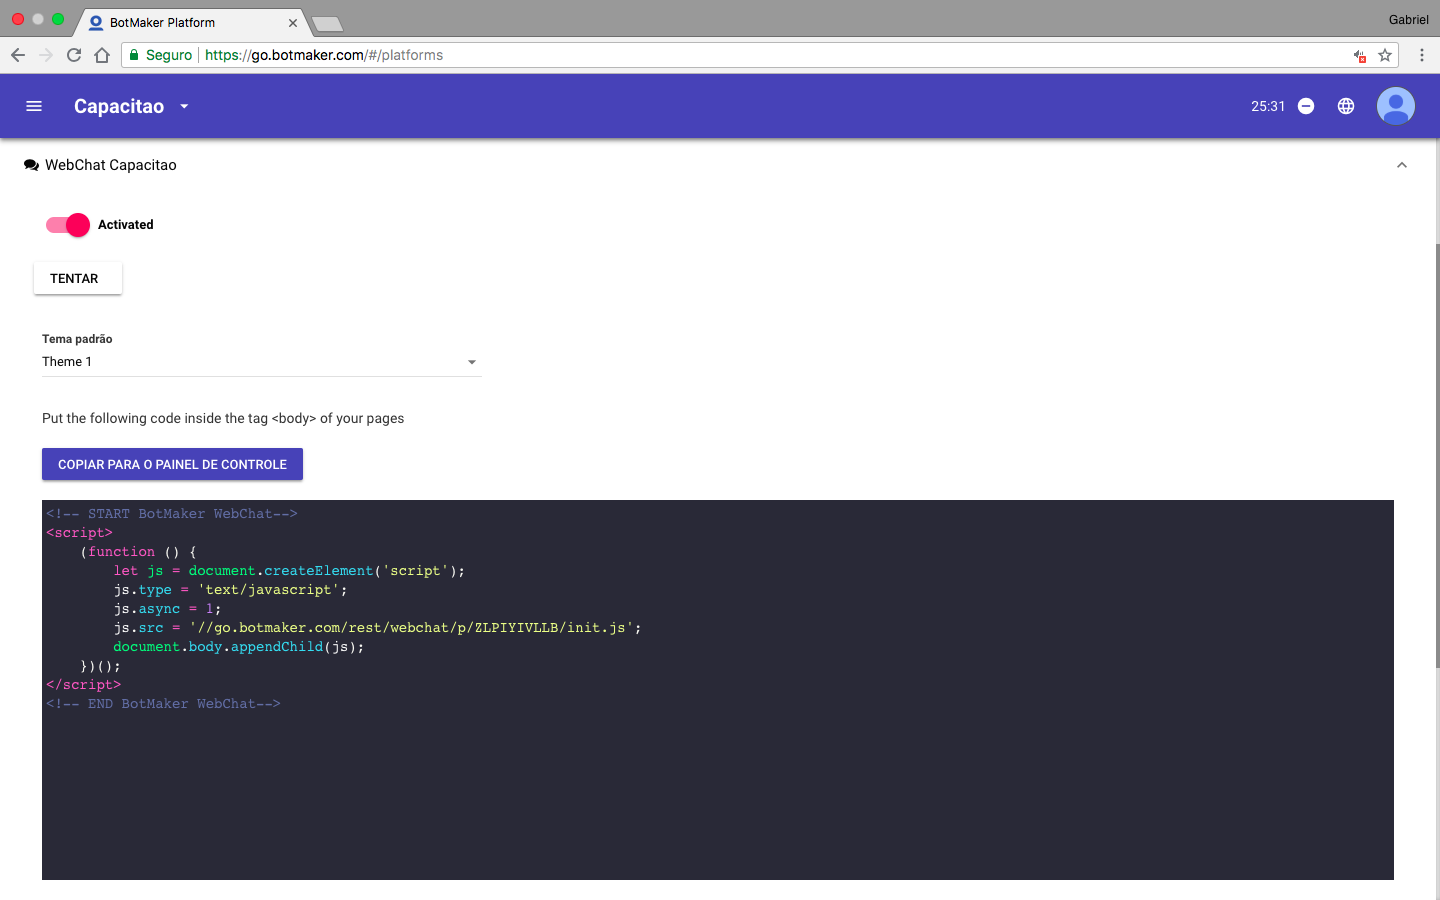 BotMaker Platform
Gabriel
Seguro https://go.botmaker.com/#/platforms
Capacitao
25:31
WebChat Capacitao
Activated
TENTAR
Tema padrão
Theme 1
Put the following code inside the tag <body> of your pages
COPIAR PARA O PAINEL DE CONTROLE
<!-- START BotMaker WebChat-->
<script>
    (function () {
        let js = document.createElement('script');
        js.type = 'text/javascript';
        js.async = 1;
        js.src = '//go.botmaker.com/rest/webchat/p/ZLPIYIVLLB/init.js';
        document.body.appendChild(js);
    })();
</script>
<!-- END BotMaker WebChat-->